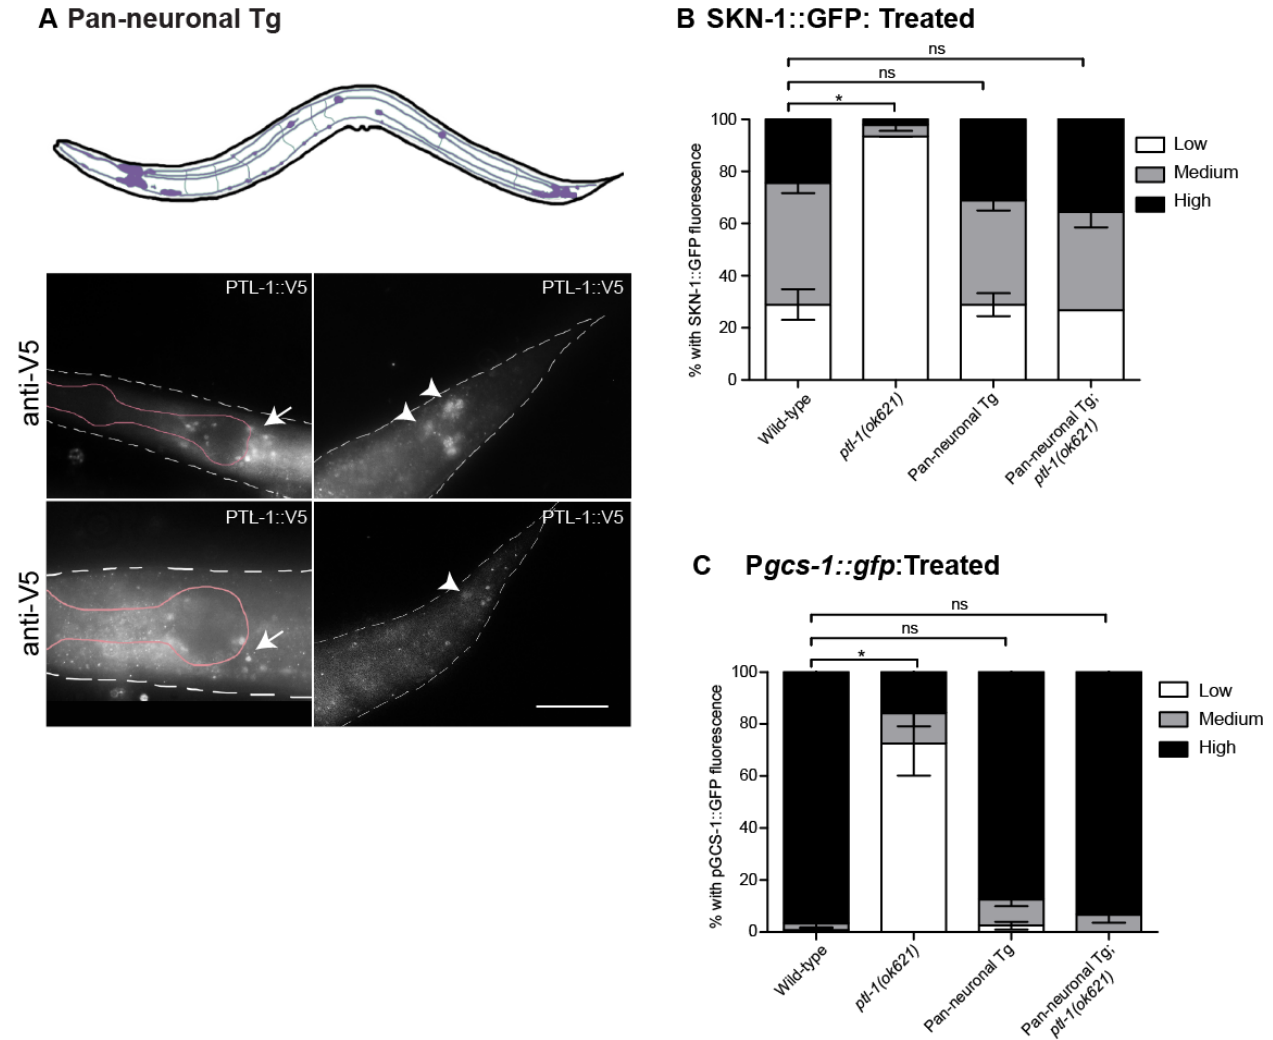 A Pan-neuronal Tg
PTL-1::V5
PTL-1::V5
anti-V5
PTL-1::V5
PTL-1::V5
anti-V5
B SKN-1::GFP: Treated
ns
ns
*
% with SKN-1::GFP fluorescence
100
80
60
40
20
0
Low
Medium
High
Wild-type
ptl-1(ok621)
Pan-neuronal Tg
Pan-neuronal Tg;
ptl-1(ok621)
C Pgcs-1::gfp:Treated
ns
ns
*
% with pGCS-1::GFP fluorescence
100
80
60
40
20
0
Low
Medium
High
Wild-type
ptl-1(ok621)
Pan-neuronal Tg
Pan-neuronal Tg;
ptl-1(ok621)